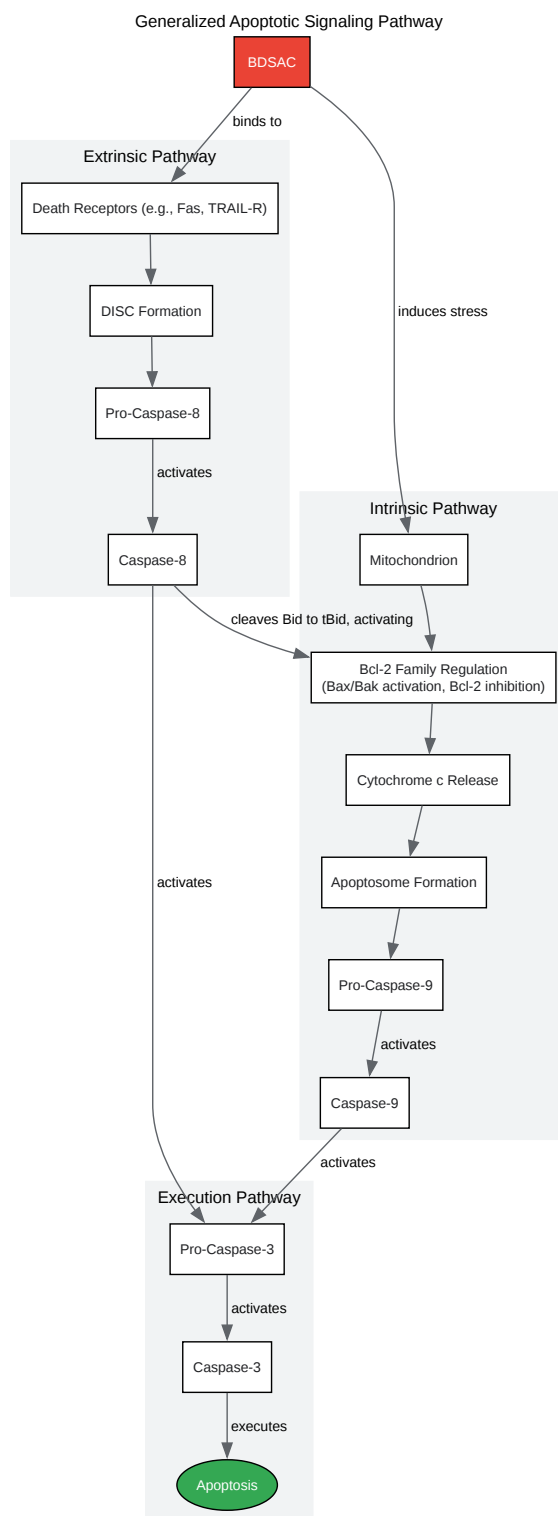 Generalized Apoptotic Signaling Pathway
BDSAC
binds to
Extrinsic Pathway
Death Receptors (e.g., Fas, TRAIL-R)
DISC Formation
induces stress
Pro-Caspase-8
activates
Intrinsic Pathway
Caspase-8
Mitochondrion
cleaves Bid to tBid, activating
Bcl-2 Family Regulation
(Bax/Bak activation, Bcl-2 inhibition)
Cytochrome c Release
activates
Apoptosome Formation
Pro-Caspase-9
activates
Caspase-9
activates
Execution Pathway
Pro-Caspase-3
activates
Caspase-3
executes
Apoptosis